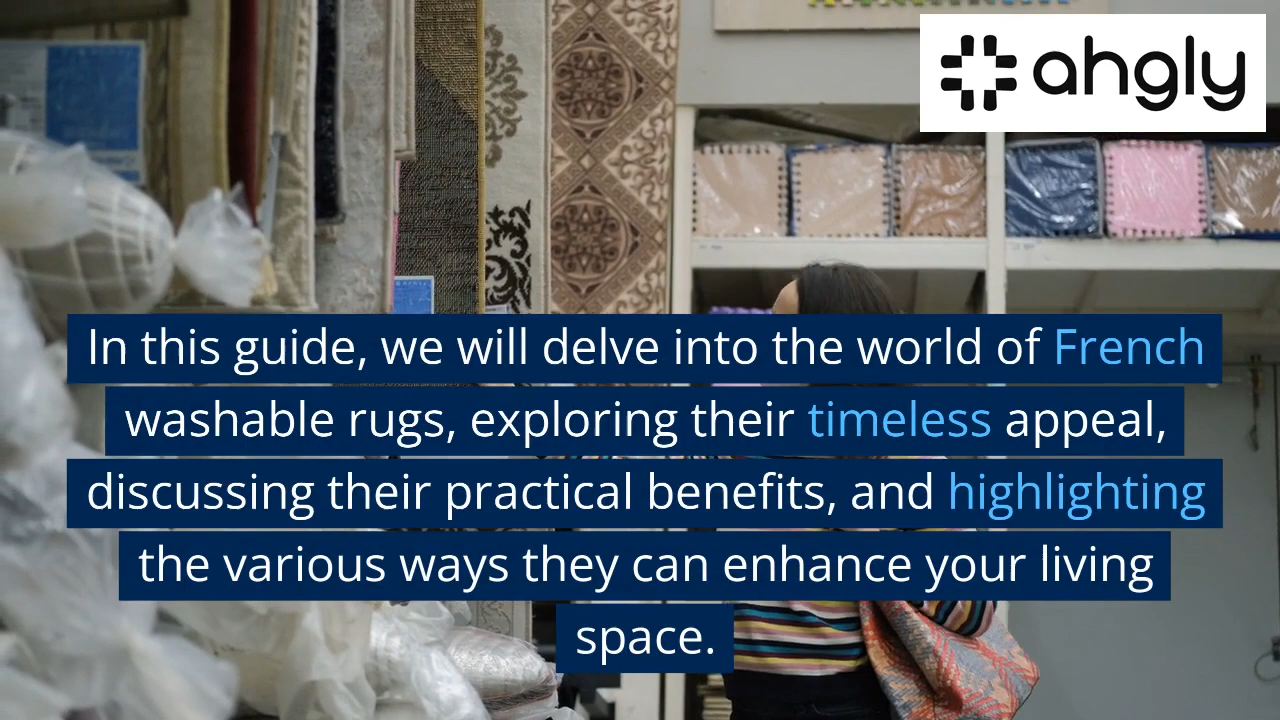 ahgly
In this guide, we will delve into the world of French
washable rugs, exploring their timeless appeal,
discussing their practical benefits, and highlighting
the various ways they can enhance your living
space.